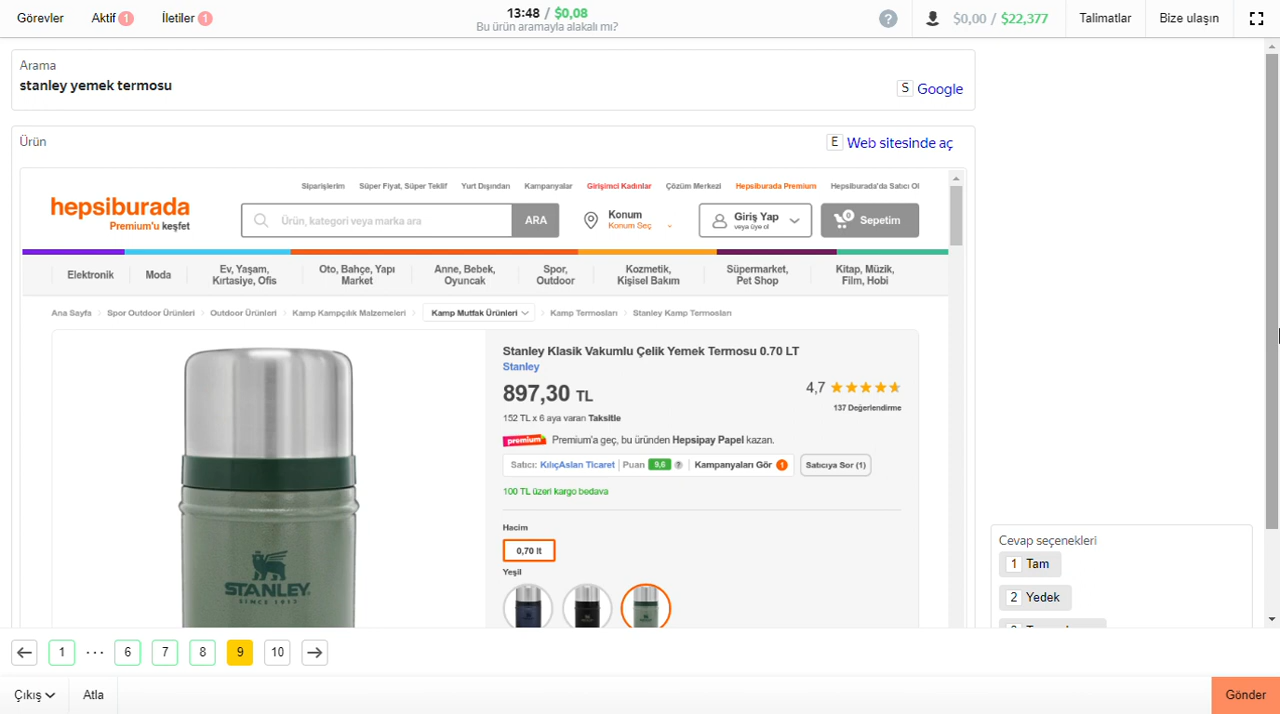 Görevler
Aktif 1
İletiler 1
13:48 / $0,08
Bu ürün aramayla alakalı mı?
?
$0,00 / $22,377
Talimatlar
Bize ulaşın
Arama
stanley yemek termosu
S Google
Ürün
E Web sitesinde aç
Siparişlerim
Süper Fiyat, Süper Teklif
Yurt Dışından
Kampanyalar
Girişimci Kadınlar
Çözüm Merkezi
Hepsiburada Premium
Hepsiburada'da Satıcı Ol
hepsiburada
Premium'u keşfet
Ürün, kategori veya marka ara
ARA
Konum
Konum Seç
Giriş Yap
veya üye ol
0
Sepetim
Elektronik
Moda
Ev, Yaşam,
Kırtasiye, Ofis
Oto, Bahçe, Yapı
Market
Anne, Bebek,
Oyuncak
Spor,
Outdoor
Kozmetik,
Kişisel Bakım
Süpermarket,
Pet Shop
Kitap, Müzik,
Film, Hobi
Ana Sayfa
Spor Outdoor Ürünleri
Outdoor Ürünleri
Kamp Kampçılık Malzemeleri
Kamp Mutfak Ürünleri
Kamp Termosları
Stanley Kamp Termosları
Stanley Klasik Vakumlu Çelik Yemek Termosu 0.70 LT
Stanley
897,30 TL
4,7
137 Değerlendirme
152 TL x 6 aya varan Taksitle
premium Premium'a geç, bu üründen Hepsipay Papel kazan.
Satıcı: KılıçAslan Ticaret Puan 9,6 ? Kampanyaları Gör 1
Satıcıya Sor (1)
100 TL üzeri kargo bedava
Hacim
0,70 lt
Yeşil
STANLEY.
SINCE 1913
Cevap seçenekleri
1 Tam
2 Yedek
1 ··· 6 7 8 9 10
Çıkış
Atla
Gönder